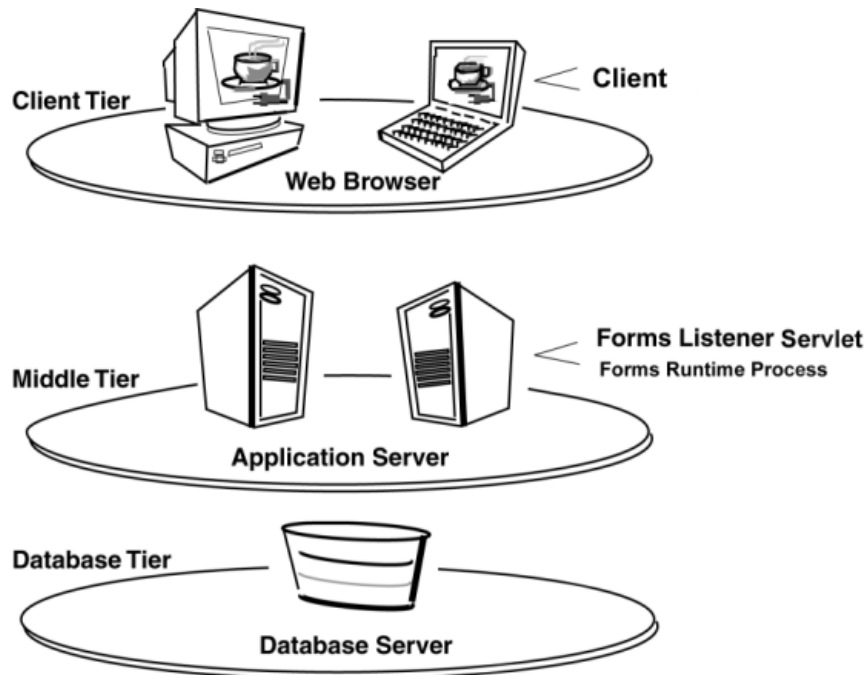 Client
Client Tier
Web Browser
Forms Listener Servlet
Forms Runtime Process
Middle Tier
Application Server
Database Tier
Database Server